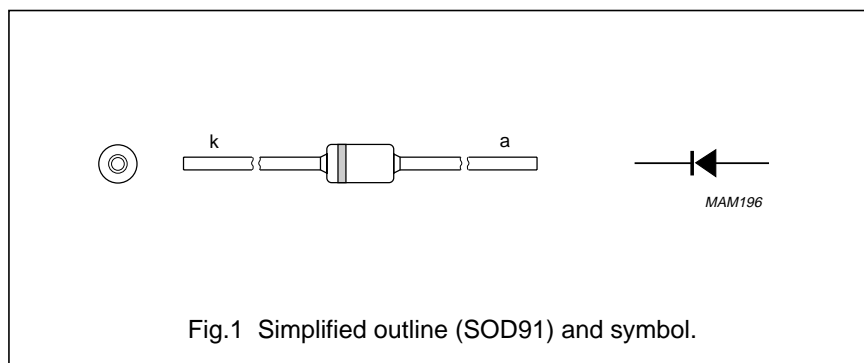 k
a
MAM196
Fig.1 Simplified outline (SOD91) and symbol.